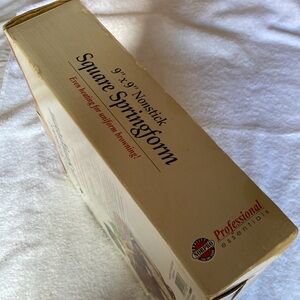 9" x 9" Nonstick
Square Springform
Even heating for uniform browning!
Professional
essentials